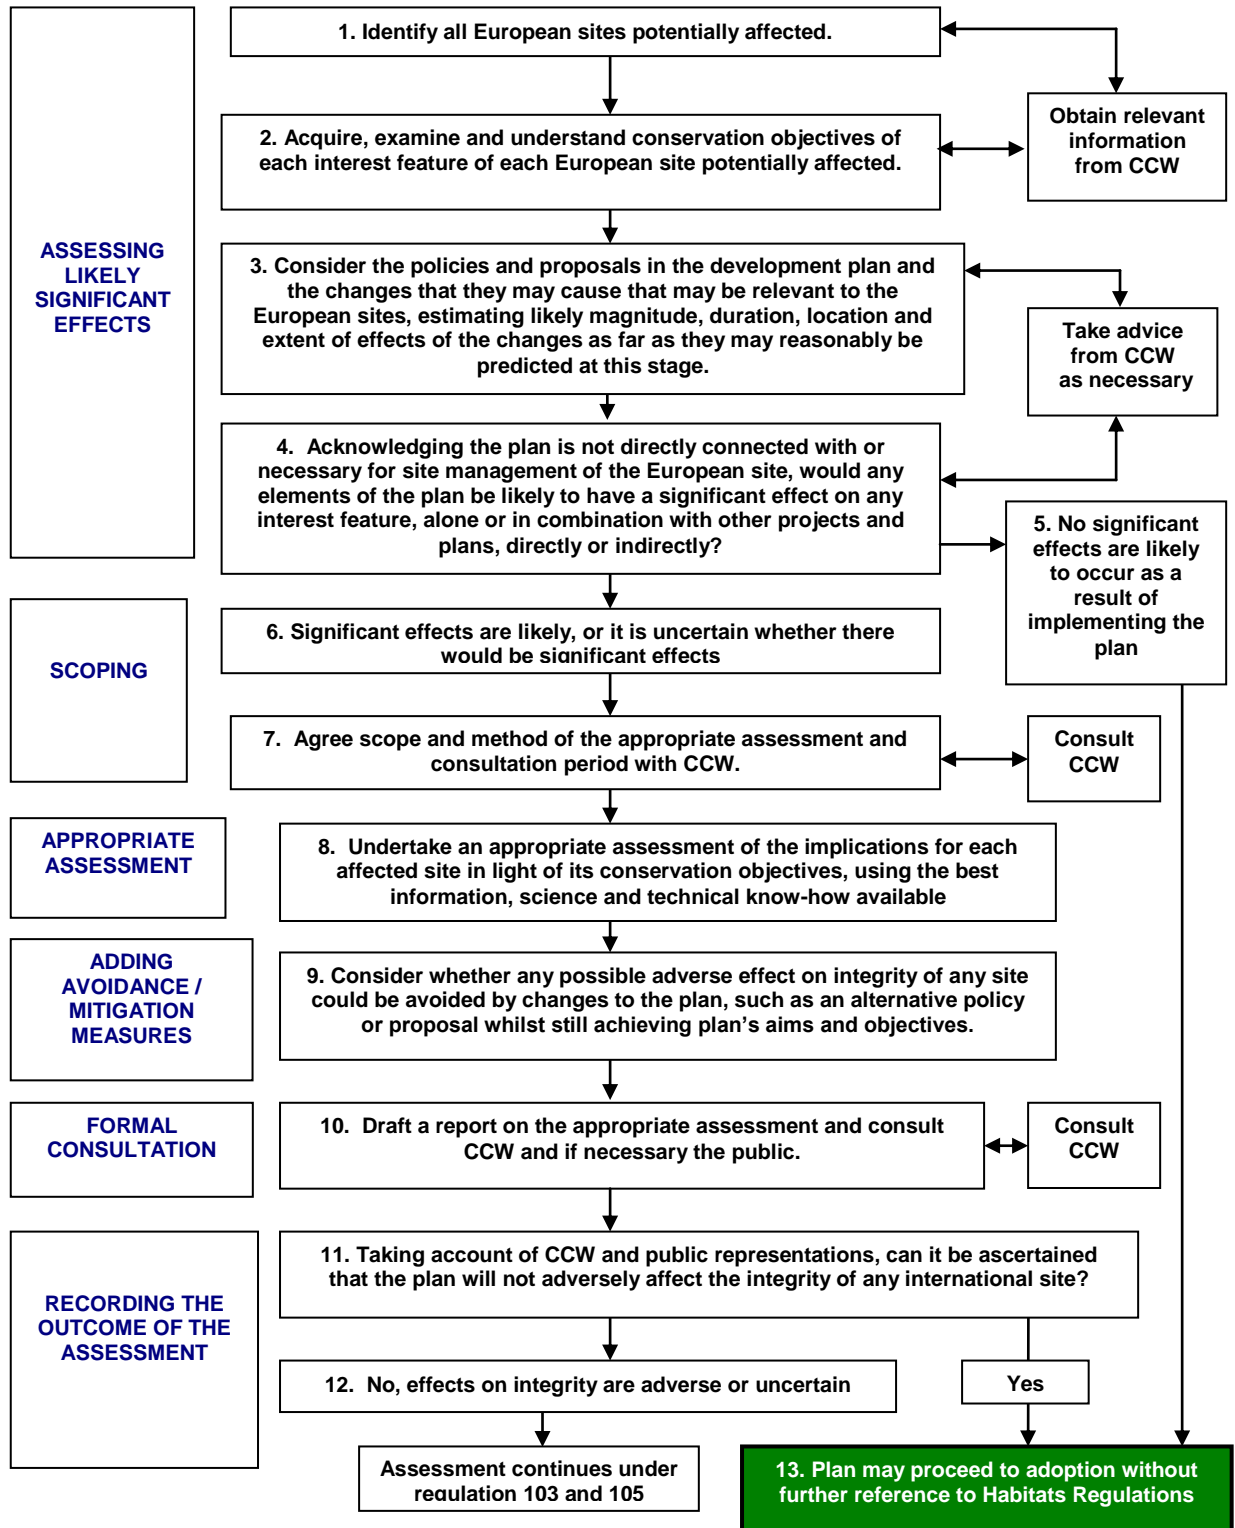 1. Identify all European sites potentially affected.
Obtain relevant
information
from CCW
2. Acquire, examine and understand conservation objectives of
each interest feature of each European site potentially affected.
ASSESSING
LIKELY
SIGNIFICANT
EFFECTS
3. Consider the policies and proposals in the development plan and
the changes that they may cause that may be relevant to the
European sites, estimating likely magnitude, duration, location and
extent of effects of the changes as far as they may reasonably be
predicted at this stage.
Take advice
from CCW
as necessary
4. Acknowledging the plan is not directly connected with or
necessary for site management of the European site, would any
elements of the plan be likely to have a significant effect on any
interest feature, alone or in combination with other projects and
plans, directly or indirectly?
5. No significant
effects are likely
to occur as a
result of
implementing the
plan
SCOPING
6. Significant effects are likely, or it is uncertain whether there
would be significant effects
7. Agree scope and method of the appropriate assessment and
consultation period with CCW.
Consult
CCW
APPROPRIATE
ASSESSMENT
8. Undertake an appropriate assessment of the implications for each
affected site in light of its conservation objectives, using the best
information, science and technical know-how available
ADDING
AVOIDANCE /
MITIGATION
MEASURES
9. Consider whether any possible adverse effect on integrity of any site
could be avoided by changes to the plan, such as an alternative policy
or proposal whilst still achieving plan’s aims and objectives.
FORMAL
CONSULTATION
10. Draft a report on the appropriate assessment and consult
CCW and if necessary the public.
Consult
CCW
RECORDING THE
OUTCOME OF THE
ASSESSMENT
11. Taking account of CCW and public representations, can it be ascertained
that the plan will not adversely affect the integrity of any international site?
12. No, effects on integrity are adverse or uncertain
Yes
Assessment continues under
regulation 103 and 105
13. Plan may proceed to adoption without
further reference to Habitats Regulations